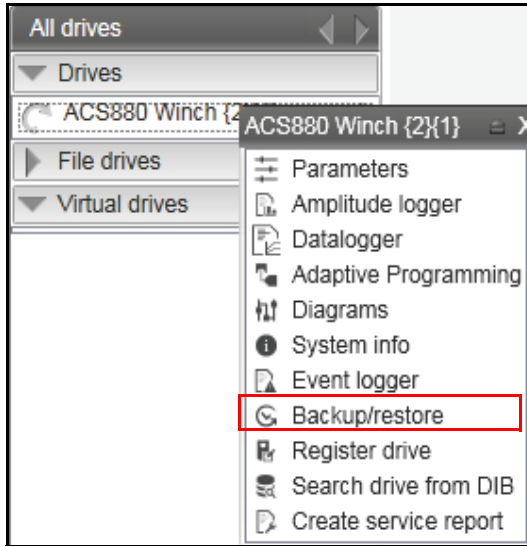 All drives
Drives
ACS880 Winch {2
File drives
Virtual drives
ACS880 Winch {2}{1}
Parameters
Amplitude logger
Datalogger
Adaptive Programming
Diagrams
System info
Event logger
Backup/restore
Register drive
Search drive from DIB
Create service report